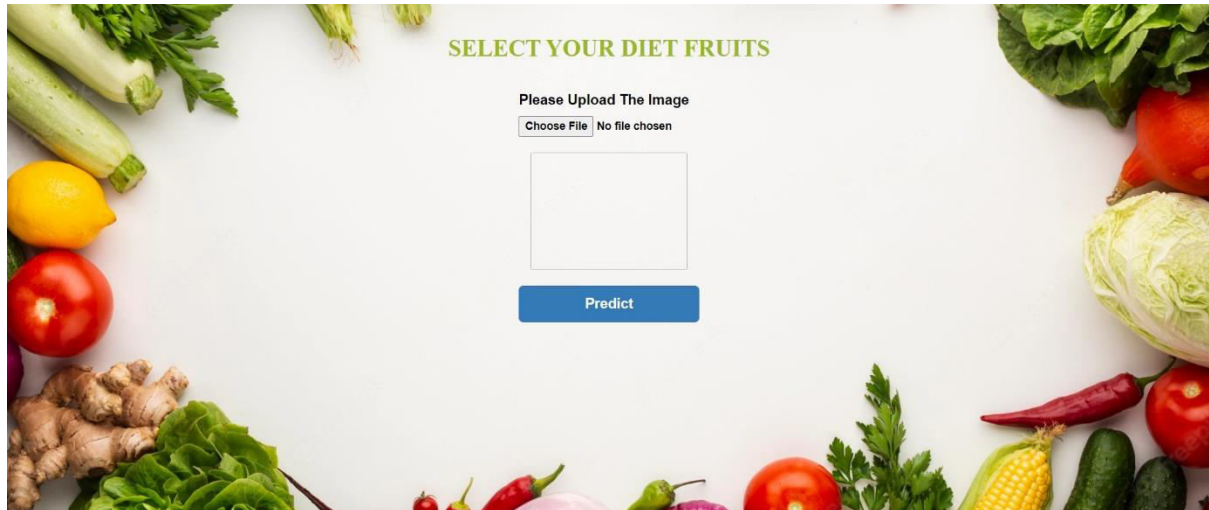 SELECT YOUR DIET FRUITS
Please Upload The Image
Choose File No file chosen
Predict